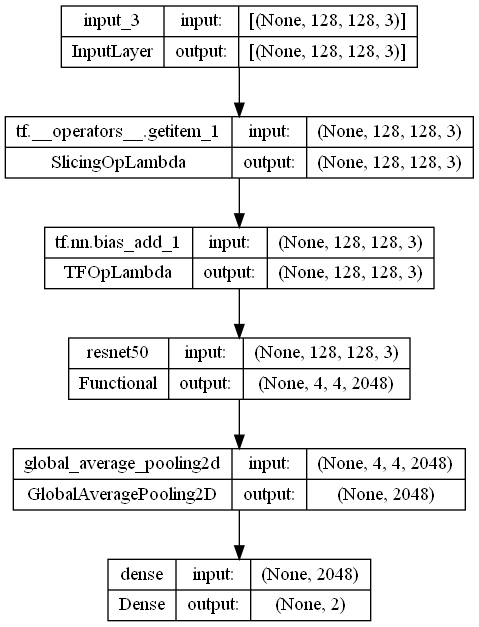 input_3 input: [(None, 128, 128, 3)]
InputLayer output: [(None, 128, 128, 3)]
tf.__operators__.getitem_1 input: (None, 128, 128, 3)
SlicingOpLambda output: (None, 128, 128, 3)
tf.nn.bias_add_1 input: (None, 128, 128, 3)
TFOpLambda output: (None, 128, 128, 3)
resnet50 input: (None, 128, 128, 3)
Functional output: (None, 4, 4, 2048)
global_average_pooling2d input: (None, 4, 4, 2048)
GlobalAveragePooling2D output: (None, 2048)
dense input: (None, 2048)
Dense output: (None, 2)